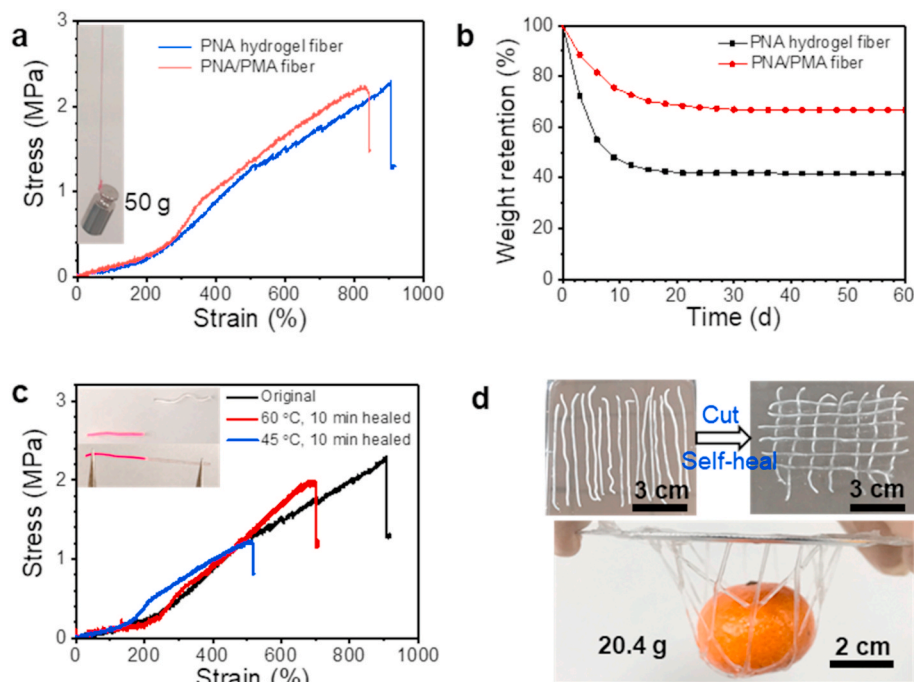 a
Stress (MPa)
3
2
1
0
PNA hydrogel fiber
PNA/PMA fiber
50 g
0 200 400 600 800 1000
Strain (%)
b
Weight retention (%)
100
80
60
40
20
0
PNA hydrogel fiber
PNA/PMA fiber
0 10 20 30 40 50 60
Time (d)
c
Stress (MPa)
3
2
1
0
Original
60 °C, 10 min healed
45 °C, 10 min healed
0 200 400 600 800 1000
Strain (%)
d
Cut
Self-heal
3 cm
3 cm
20.4 g
2 cm